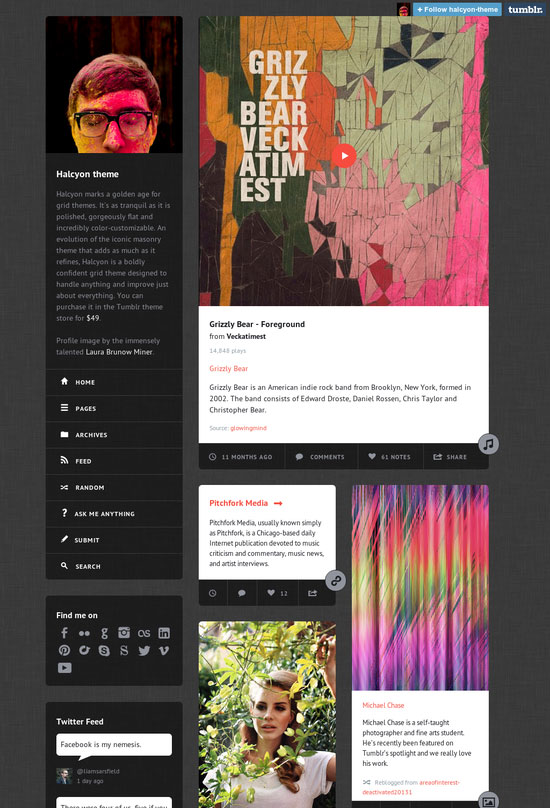 + Follow halcyon-theme
tumblr.
Halcyon theme
Halcyon marks a golden age for
grid themes. It's as tranquil as it is
polished, gorgeously flat and
incredibly color-customizable. An
evolution of the iconic masonry
theme that adds as much as it
refines, Halcyon is a boldly
confident grid theme designed to
handle anything and improve just
about everything. You can
purchase it in the Tumblr theme
store for $49.
Profile image by the immensely
talented Laura Brunow Miner.
HOME
PAGES
ARCHIVES
FEED
RANDOM
ASK ME ANYTHING
SUBMIT
SEARCH
Find me on
Twitter Feed
Facebook is my nemesis.
@liamsarsfield
1 day ago
There were four of us, five if you
GRIZ
ZLY
BEAR
VECK
ATIM
EST
Grizzly Bear - Foreground
from Veckatimest
14,848 plays
Grizzly Bear
Grizzly Bear is an American indie rock band from Brooklyn, New York, formed in
2002. The band consists of Edward Droste, Daniel Rossen, Chris Taylor and
Christopher Bear.
Source: glowingmind
11 MONTHS AGO
COMMENTS
61 NOTES
SHARE
Pitchfork Media
Pitchfork Media, usually known simply
as Pitchfork, is a Chicago-based daily
Internet publication devoted to music
criticism and commentary, music news,
and artist interviews.
12
Michael Chase
Michael Chase is a self-taught
photographer and fine arts student.
He's recently been featured on
Tumblr's spotlight and we really love
his work.
Reblogged from areaofinterest-
deactivated20131